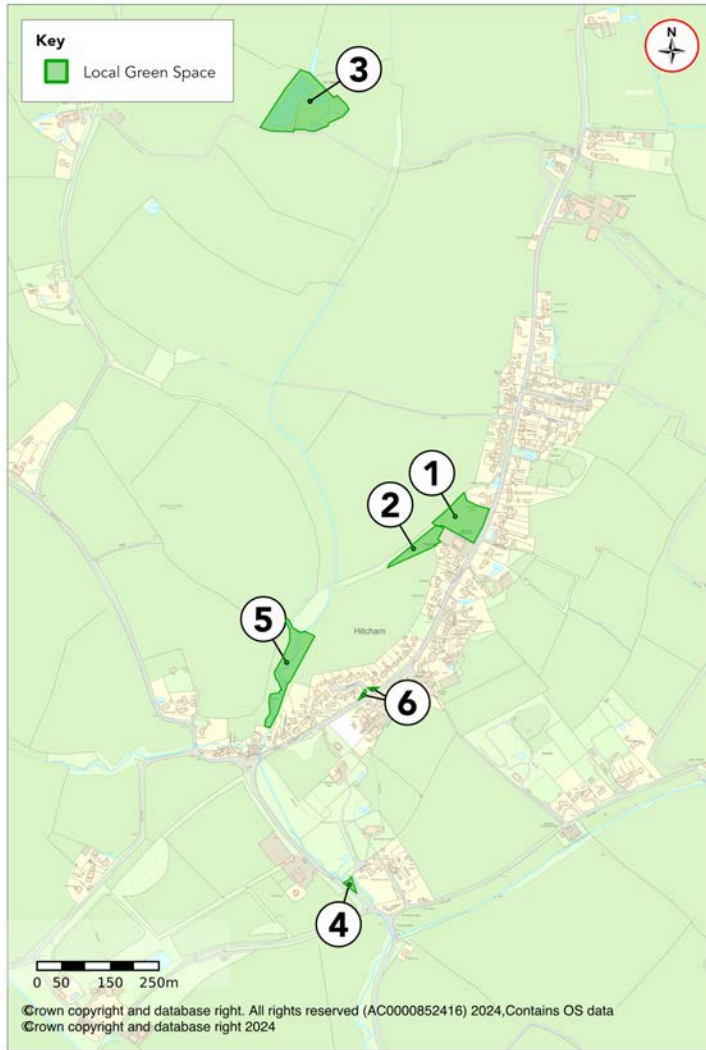 Key
Local Green Space
N
3
1
2
5
Hitcham
6
4
0 50 150 250m
©Crown copyright and database right. All rights reserved (AC0000852416) 2024,Contains OS data
©Crown copyright and database right 2024